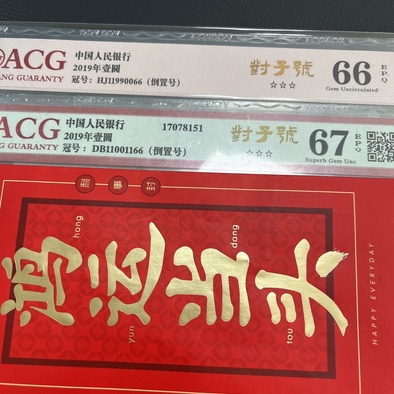 ACG
ANG GUARANTY
中国人民银行
2019年壹圆
冠号：HJ11990066（倒置号）
對子號
☆☆☆
66
EPQ
Gem Uncirculated
ACG
GUARANTY
中国人民银行
2019年壹圆
17078151
冠号：DB11001166（倒置号）
對子號
☆☆☆
67
EPQ
Superb Gem Unc
鸿运当头
hong
yun
dang
tou
HAPPY EVERYDAY